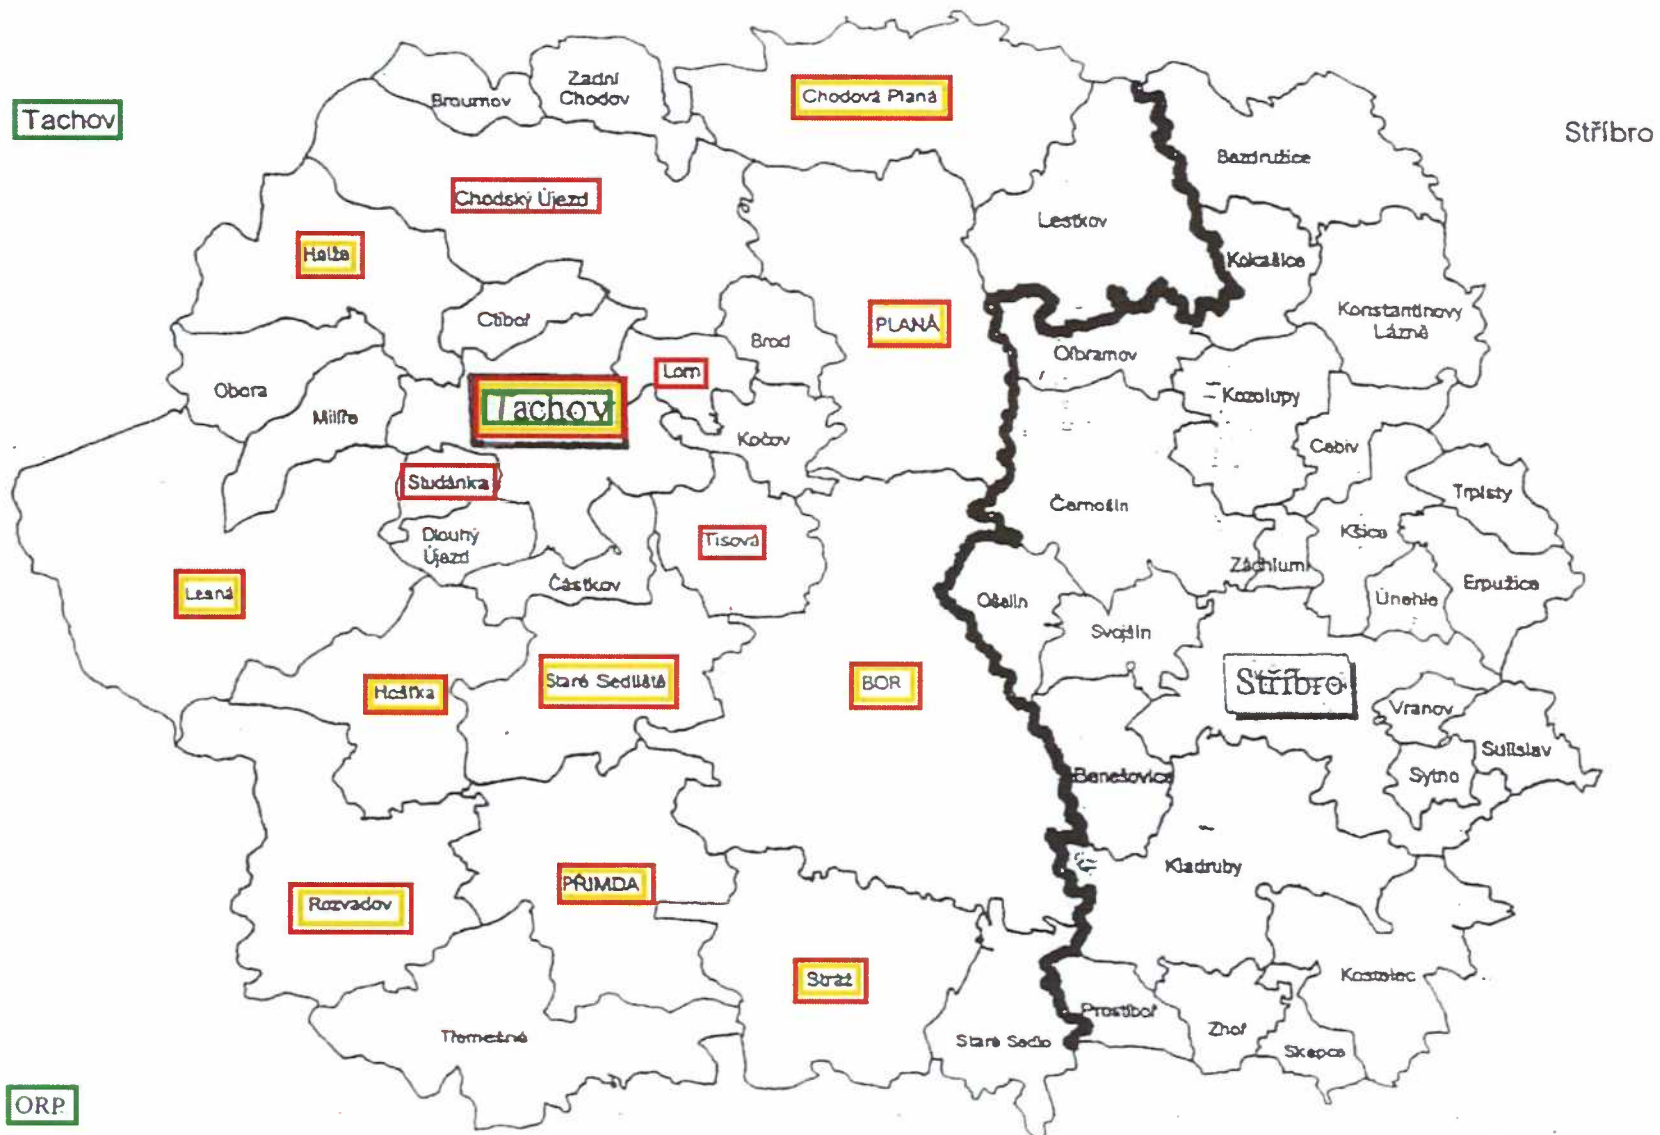 Zadní
Chodov
Broumov
Chodová Planá
Tachov
Stříbro
Bezdružice
Chodský Újezd
Lestkov
Halže
Kokašice
Ctiboř
Konstantinovy
Lázně
PLANÁ
Brod
Olbramov
Lom
Obora
Milíře
Tachov
Kozolupy
Kočov
Cebiv
Studánka
Trpísty
Černošín
Kšice
Dlouhý
Újezd
Tisová
Částkov
Záchlumí
Erpužice
Lesná
Únehle
Ošelín
Svojšín
Staré Sedliště
BOR
Stříbro
Hošťka
Vranov
Sulislav
Benešovice
Sytno
Kladruby
PŘIMDA
Rozvadov
Stráž
Kostelec
Prostiboř
Zhoř
Třemešné
Staré Sedlo
Skapce
ORP